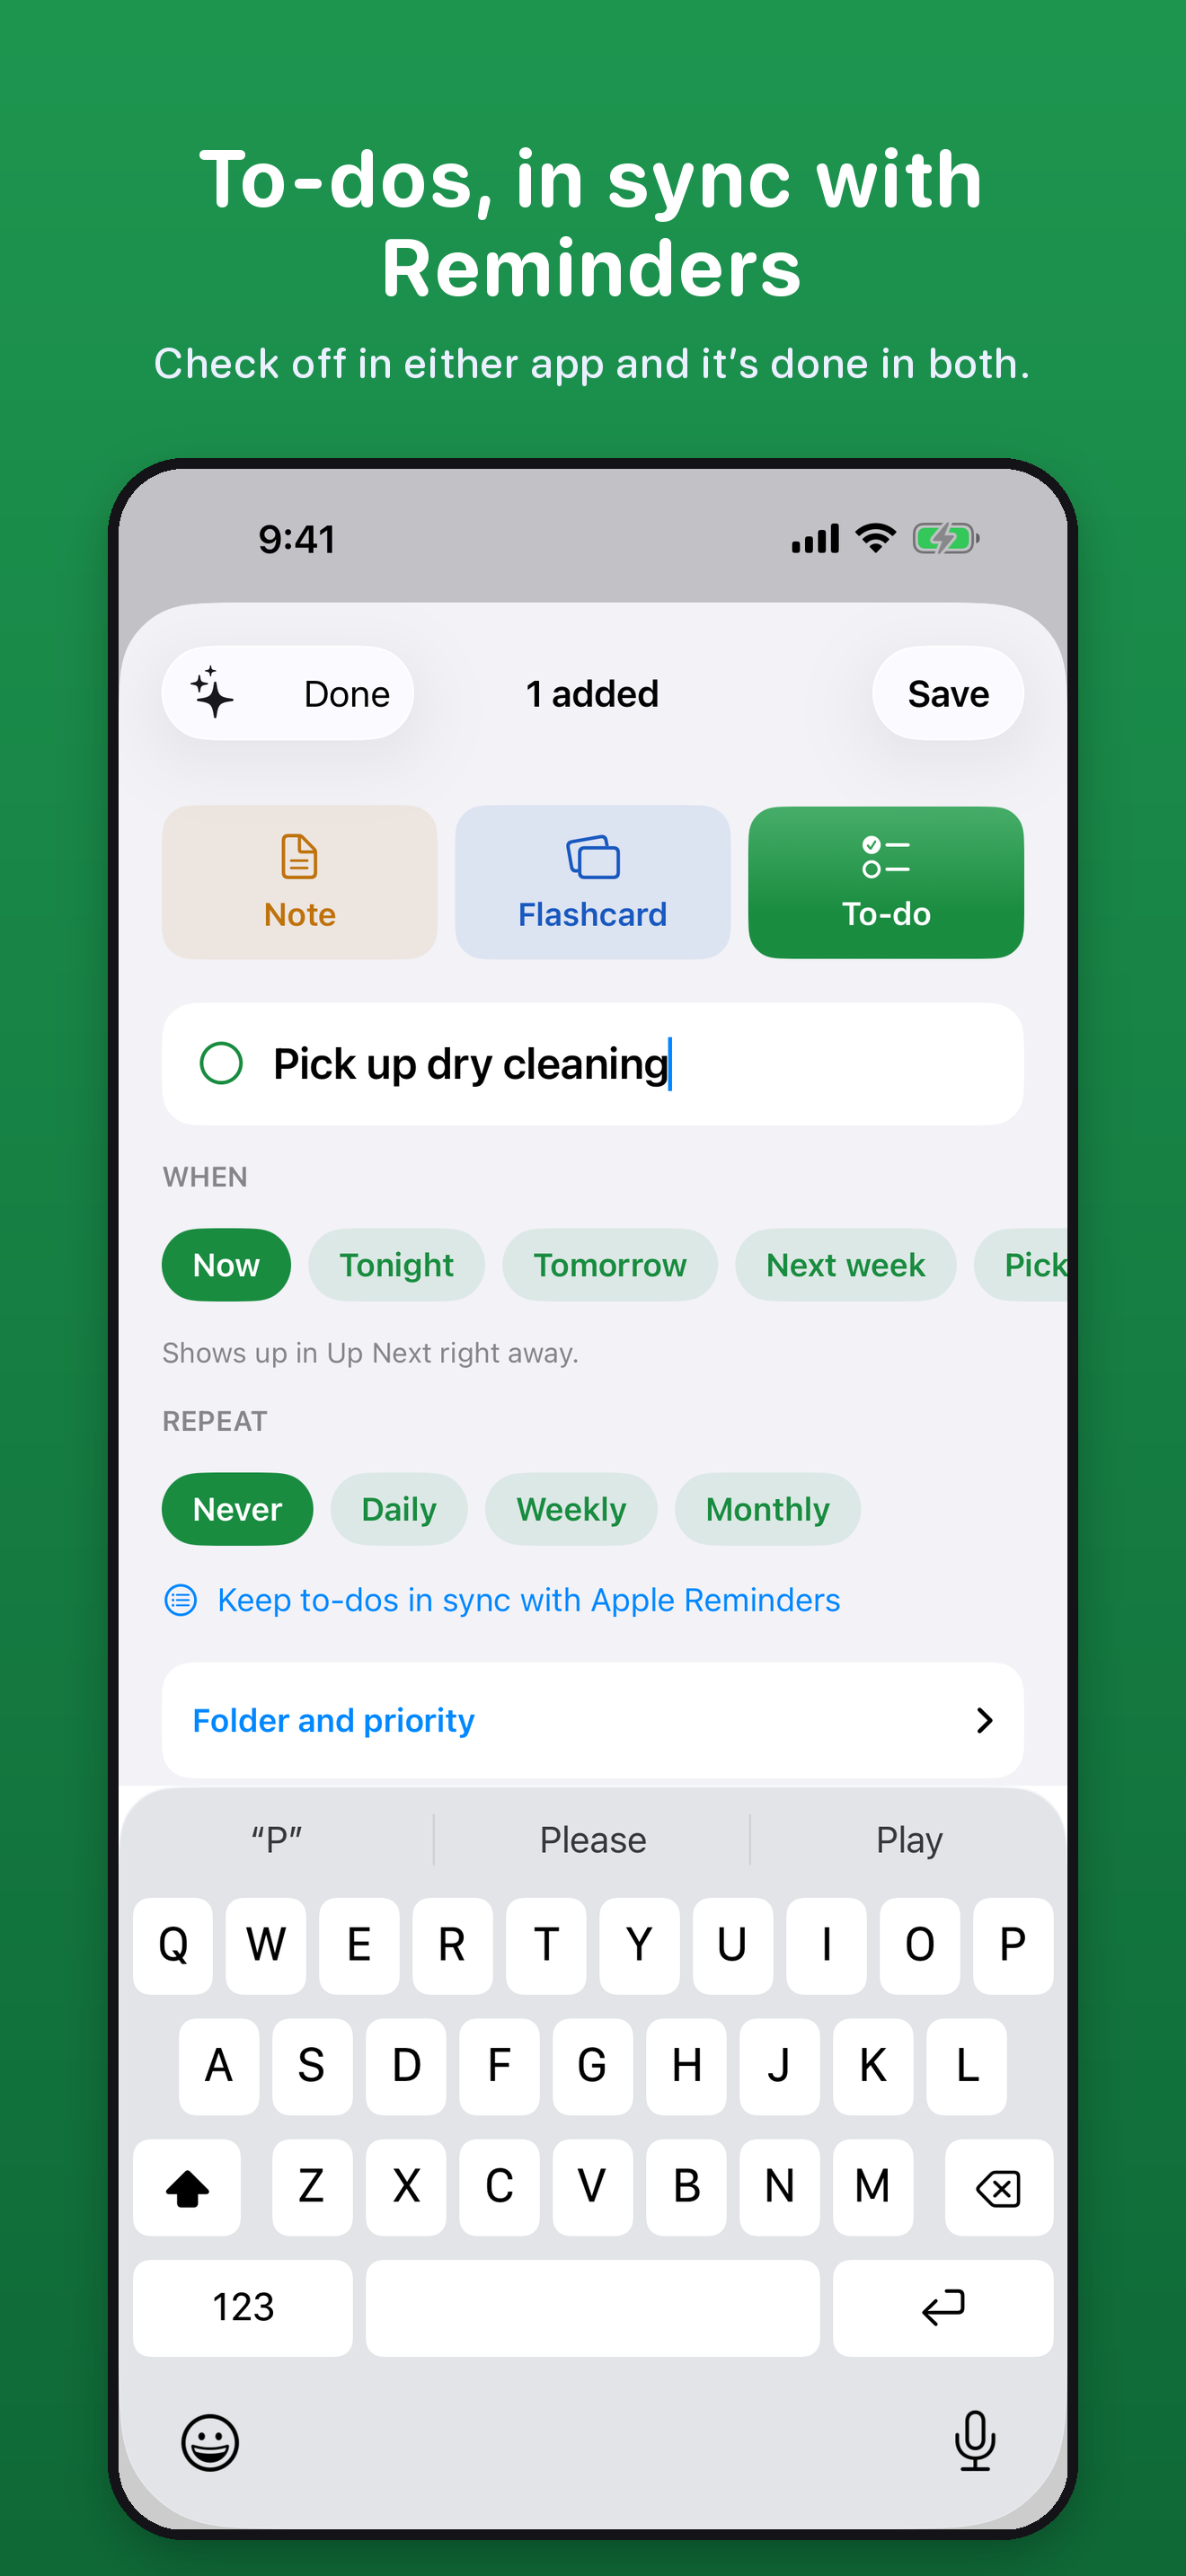 To-dos, in sync with
Reminders
Check off in either app and it’s done in both.
9:41
Done
1 added
Save
Note
Flashcard
To-do
Pick up dry cleaning
WHEN
Now
Tonight
Tomorrow
Next week
Pick
Shows up in Up Next right away.
REPEAT
Never
Daily
Weekly
Monthly
Keep to-dos in sync with Apple Reminders
Folder and priority
“P”
Please
Play
Q W E R T Y U I O P
A S D F G H J K L
Z X C V B N M
123